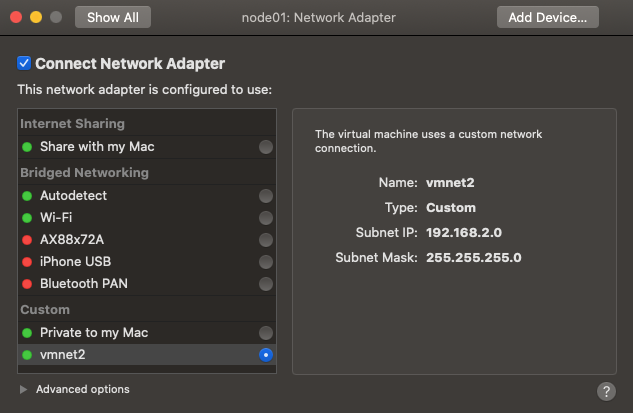 Show All
node01: Network Adapter
Add Device...
Connect Network Adapter
This network adapter is configured to use:
Internet Sharing
Share with my Mac
Bridged Networking
Autodetect
Wi-Fi
AX88x72A
iPhone USB
Bluetooth PAN
Custom
Private to my Mac
vmnet2
The virtual machine uses a custom network
connection.
Name: vmnet2
Type: Custom
Subnet IP: 192.168.2.0
Subnet Mask: 255.255.255.0
Advanced options
?